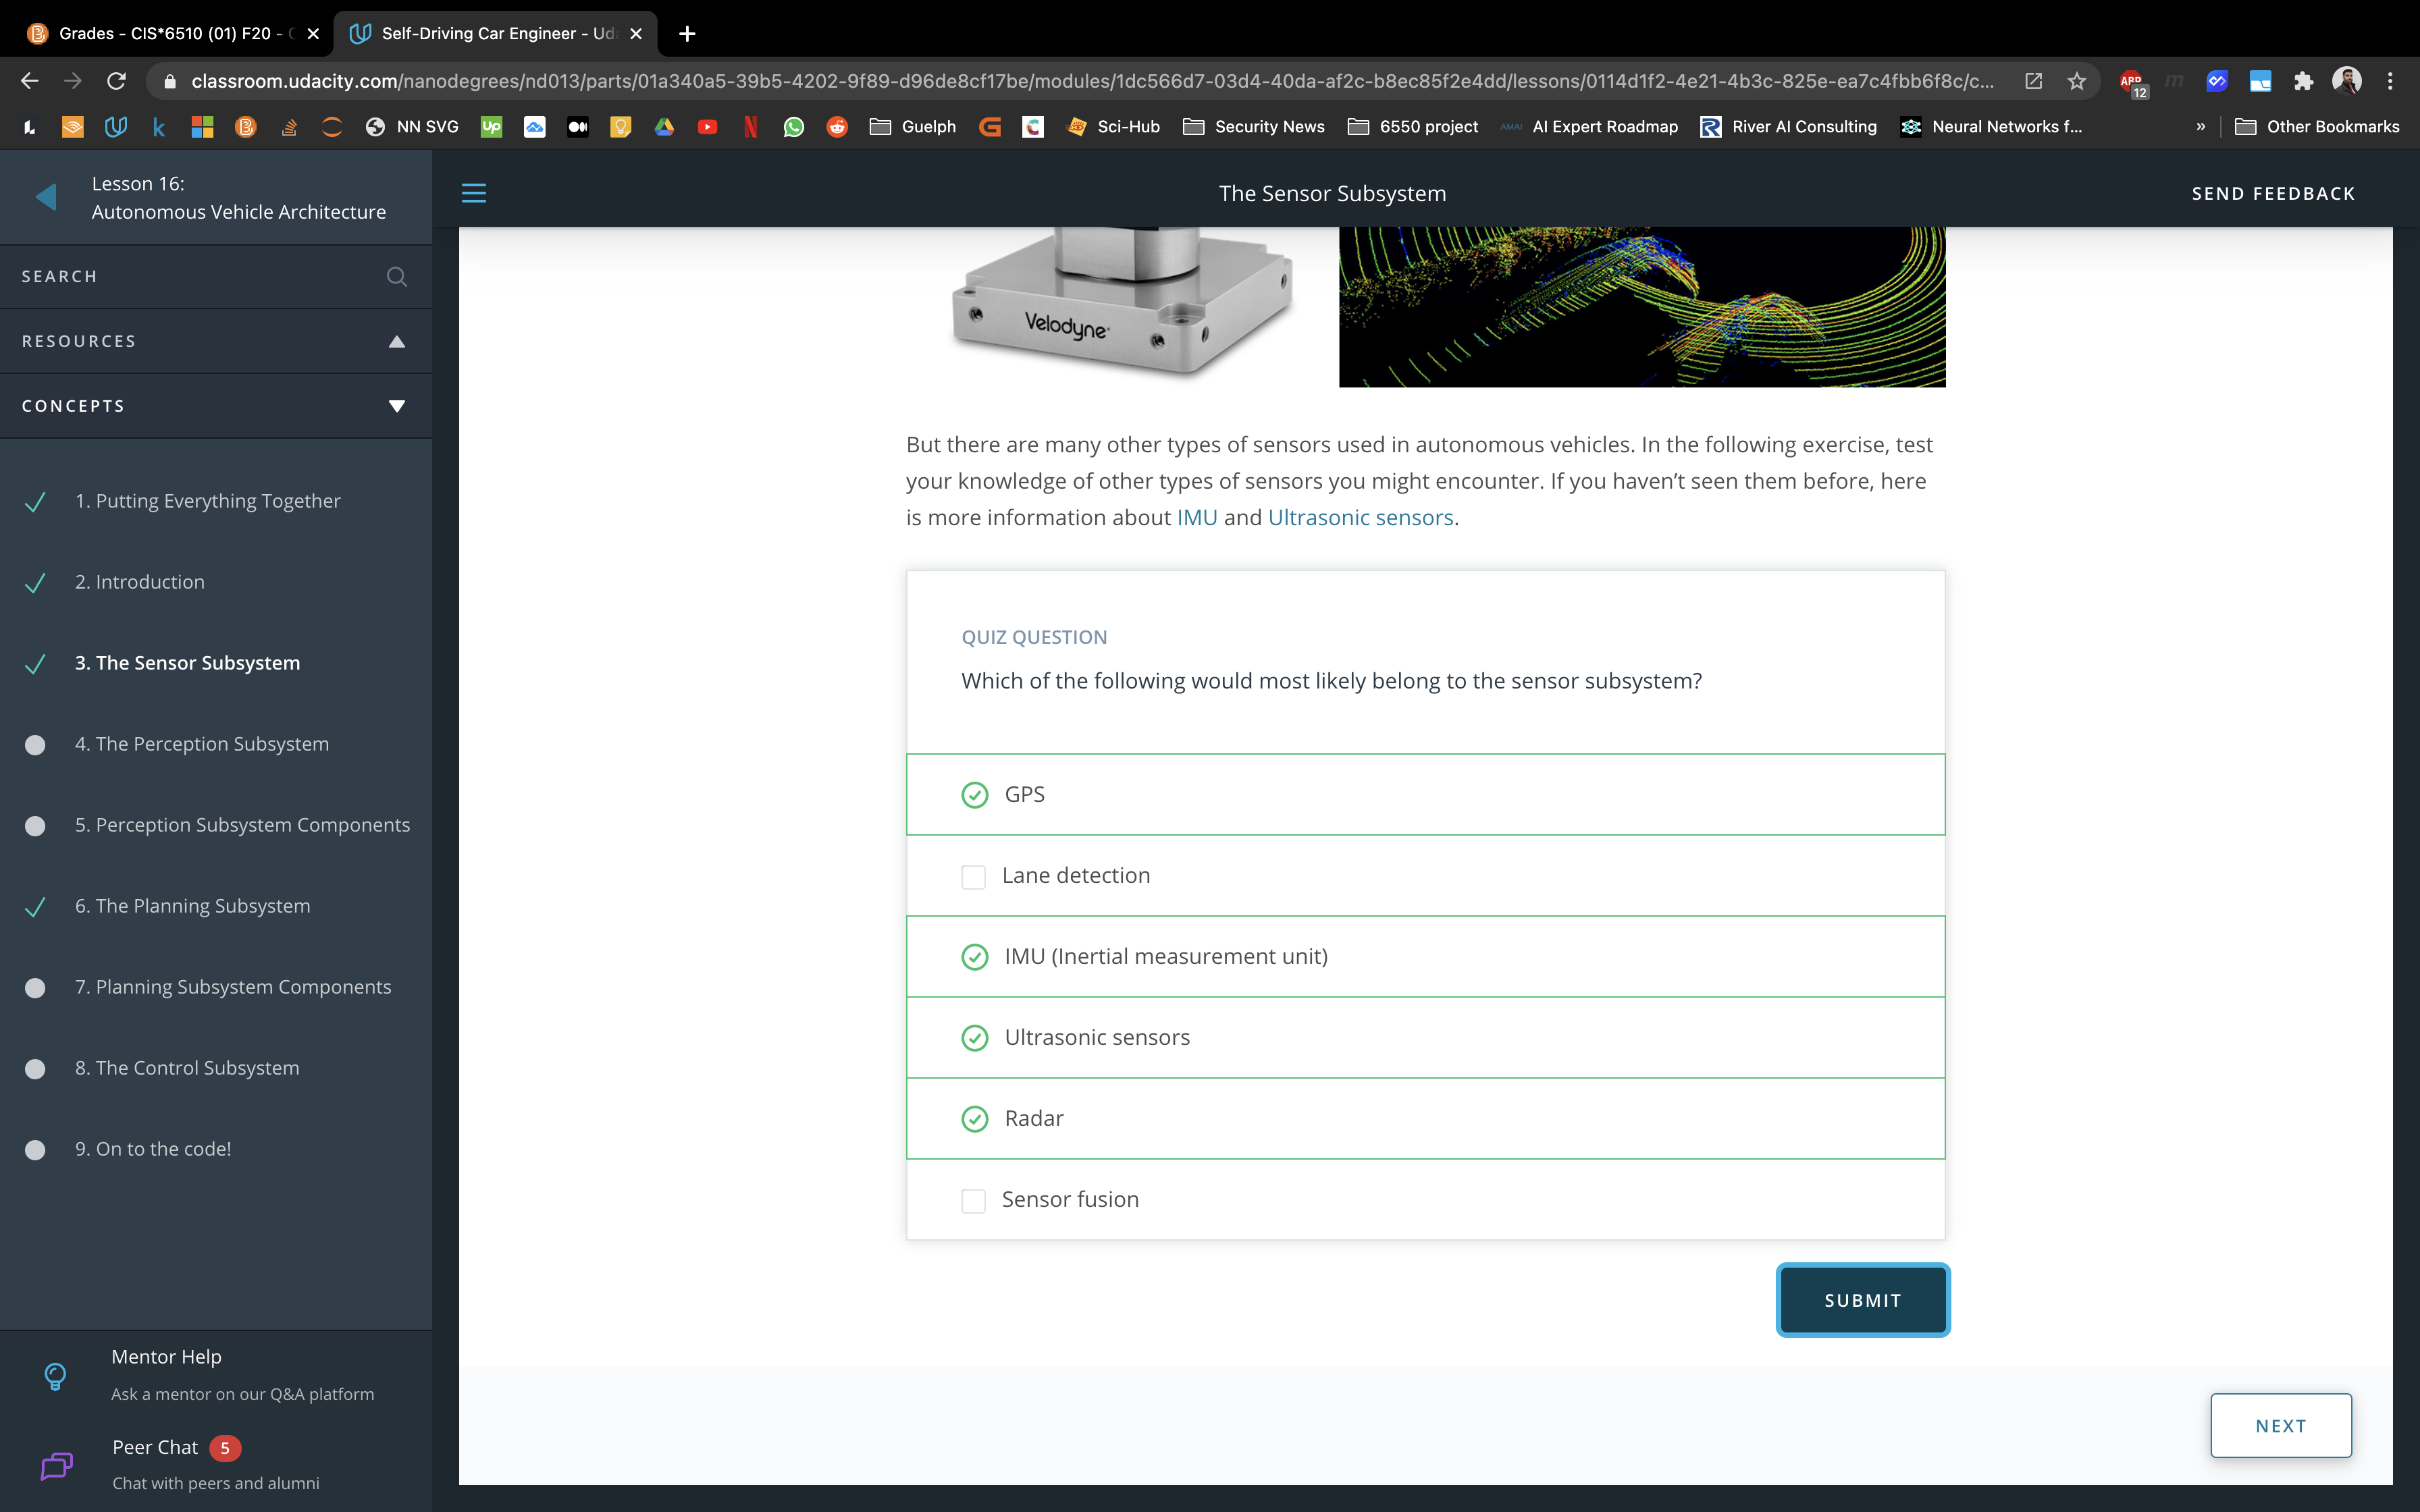 Grades - CIS*6510 (01) F20 -
Self-Driving Car Engineer - Ud
classroom.udacity.com/nanodegrees/nd013/parts/01a340a5-39b5-4202-9f89-d96de8cf17be/modules/1dc566d7-03d4-40da-af2c-b8ec85f2e4dd/lessons/0114d1f2-4e21-4b3c-825e-ea7c4fbb6f8c/c...
ABP
12
NN SVG
Up
Guelph
Sci-Hub
Security News
6550 project
AMAI
AI Expert Roadmap
River AI Consulting
Neural Networks f...
»
Other Bookmarks
Lesson 16:
Autonomous Vehicle Architecture
The Sensor Subsystem
SEND FEEDBACK
SEARCH
RESOURCES
CONCEPTS
1. Putting Everything Together
2. Introduction
3. The Sensor Subsystem
4. The Perception Subsystem
5. Perception Subsystem Components
6. The Planning Subsystem
7. Planning Subsystem Components
8. The Control Subsystem
9. On to the code!
Mentor Help
Ask a mentor on our Q&A platform
Peer Chat 5
Chat with peers and alumni
Velodyne
But there are many other types of sensors used in autonomous vehicles. In the following exercise, test
your knowledge of other types of sensors you might encounter. If you haven't seen them before, here
is more information about IMU and Ultrasonic sensors.
QUIZ QUESTION
Which of the following would most likely belong to the sensor subsystem?
GPS
Lane detection
IMU (Inertial measurement unit)
Ultrasonic sensors
Radar
Sensor fusion
SUBMIT
NEXT